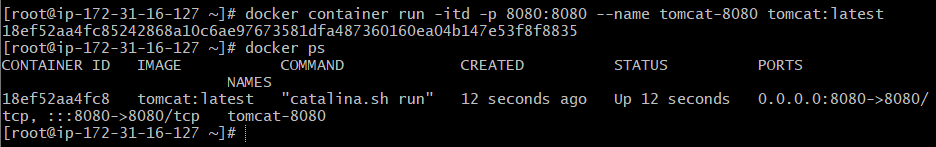 [root@ip-172-31-16-127 ~]# docker container run -itd -p 8080:8080 --name tomcat-8080 tomcat:latest
18ef52aa4fc85242868a10c6ae97673581dfa487360160ea04b147e53f8f8835
[root@ip-172-31-16-127 ~]# docker ps
CONTAINER ID   IMAGE           COMMAND             CREATED          STATUS          PORTS
                          NAMES
18ef52aa4fc8   tomcat:latest   "catalina.sh run"   12 seconds ago   Up 12 seconds   0.0.0.0:8080->8080/
tcp, :::8080->8080/tcp   tomcat-8080
[root@ip-172-31-16-127 ~]#